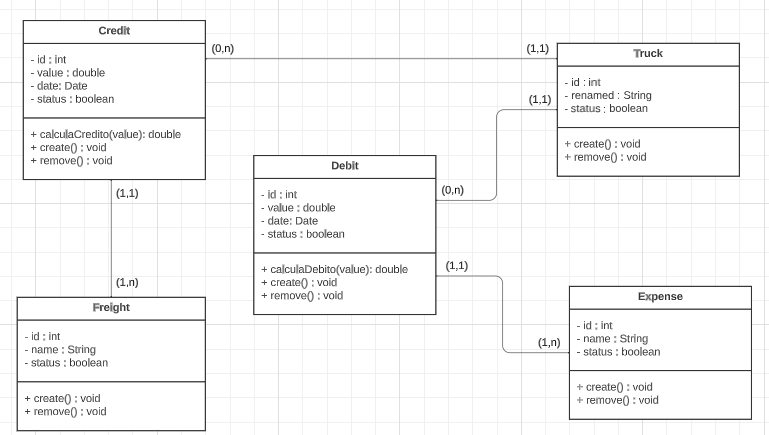 Credit
- id : int
- value : double
- date: Date
- status : boolean
+ calculaCredito(value): double
+ create() : void
+ remove() : void
(0,n)
(1,1)
Truck
- id : int
- renamed : String
- status : boolean
+ create() : void
+ remove() : void
(1,1)
(1,1)
(1,n)
Debit
- id : int
- value : double
- date: Date
- status : boolean
+ calculaDebito(value): double
+ create() : void
+ remove() : void
(0,n)
(1,1)
(1,n)
Freight
- id : int
- name : String
- status : boolean
+ create() : void
+ remove() : void
Expense
- id : int
- name : String
- status : boolean
+ create() : void
+ remove() : void